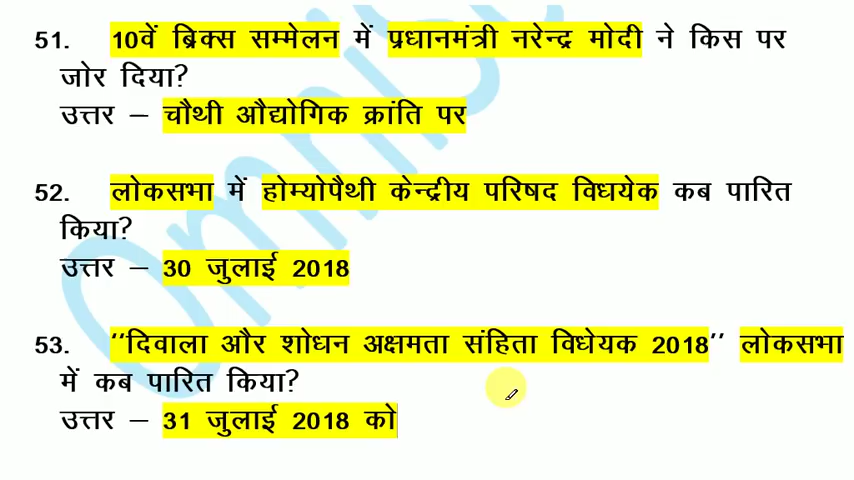 51. 10वें ब्रिक्स सम्मेलन में प्रधानमंत्री नरेन्द्र मोदी ने किस पर
जोर दिया?
उत्तर – चौथी औद्योगिक क्रांति पर
52. लोकसभा में होम्योपैथी केन्द्रीय परिषद विधयेक कब पारित
किया?
उत्तर – 30 जुलाई 2018
53. ''दिवाला और शोधन अक्षमता संहिता विधेयक 2018'' लोकसभा
में कब पारित किया?
उत्तर – 31 जुलाई 2018 को